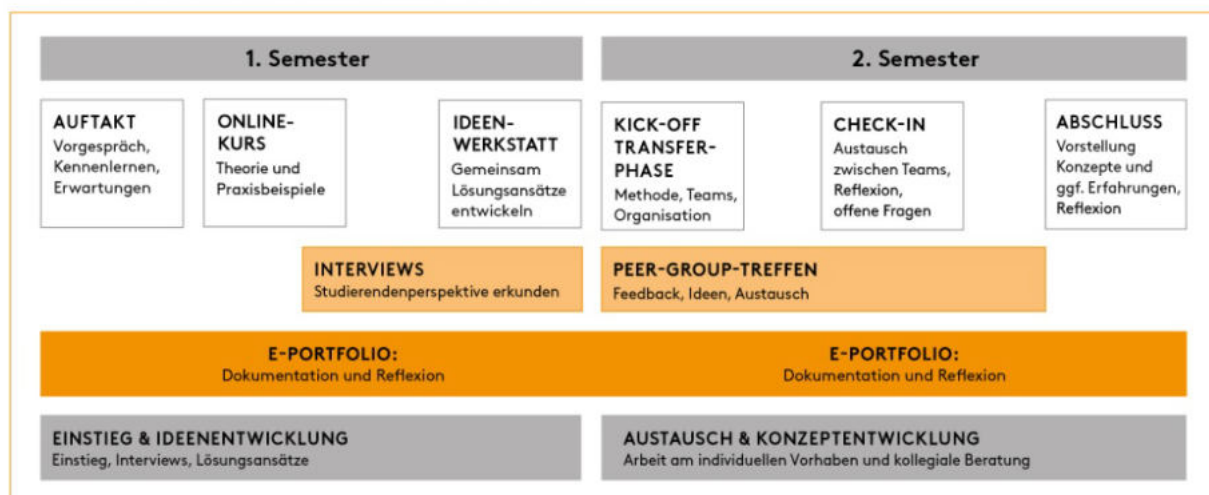 1. Semester
2. Semester
AUFTAKT
Vorgespräch,
Kennenlernen,
Erwartungen
ONLINE-
KURS
Theorie und
Praxisbeispiele
IDEEN-
WERKSTATT
Gemeinsam
Lösungsansätze
entwickeln
KICK-OFF
TRANSFER-
PHASE
Methode, Teams,
Organisation
CHECK-IN
Austausch
zwischen Teams,
Reflexion,
offene Fragen
ABSCHLUSS
Vorstellung
Konzepte und
ggf. Erfahrungen,
Reflexion
INTERVIEWS
Studierendenperspektive erkunden
PEER-GROUP-TREFFEN
Feedback, Ideen, Austausch
E-PORTFOLIO:
Dokumentation und Reflexion
E-PORTFOLIO:
Dokumentation und Reflexion
EINSTIEG & IDEENENTWICKLUNG
Einstieg, Interviews, Lösungsansätze
AUSTAUSCH & KONZEPTENTWICKLUNG
Arbeit am individuellen Vorhaben und kollegiale Beratung